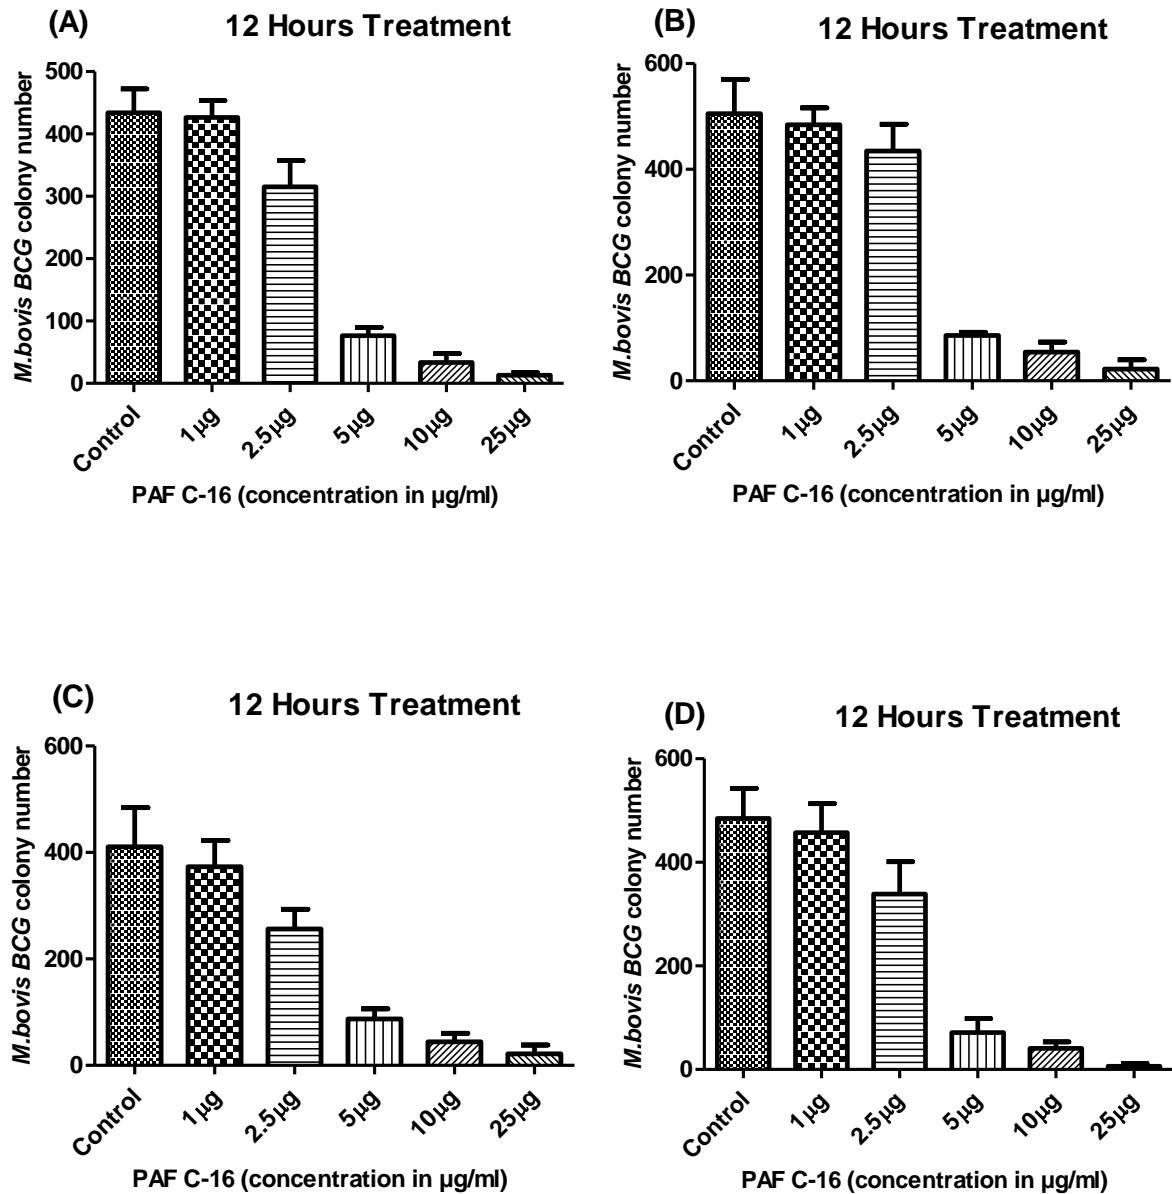 (A)
12 Hours Treatment
M.bovis BCG colony number
500
400
300
200
100
0
Control
1µg
2.5µg
5µg
10µg
25µg
PAF C-16 (concentration in µg/ml)
(B)
12 Hours Treatment
M.bovis BCG colony number
600
400
200
0
Control
1µg
2.5µg
5µg
10µg
25µg
PAF C-16 (concentration in µg/ml)
(C)
12 Hours Treatment
M.bovis BCG colony number
600
400
200
0
Control
1µg
2.5µg
5µg
10µg
25µg
PAF C-16 (concentration in µg/ml)
(D)
12 Hours Treatment
M.bovis BCG colony number
600
400
200
0
Control
1µg
2.5µg
5µg
10µg
25µg
PAF C-16 (concentration in µg/ml)